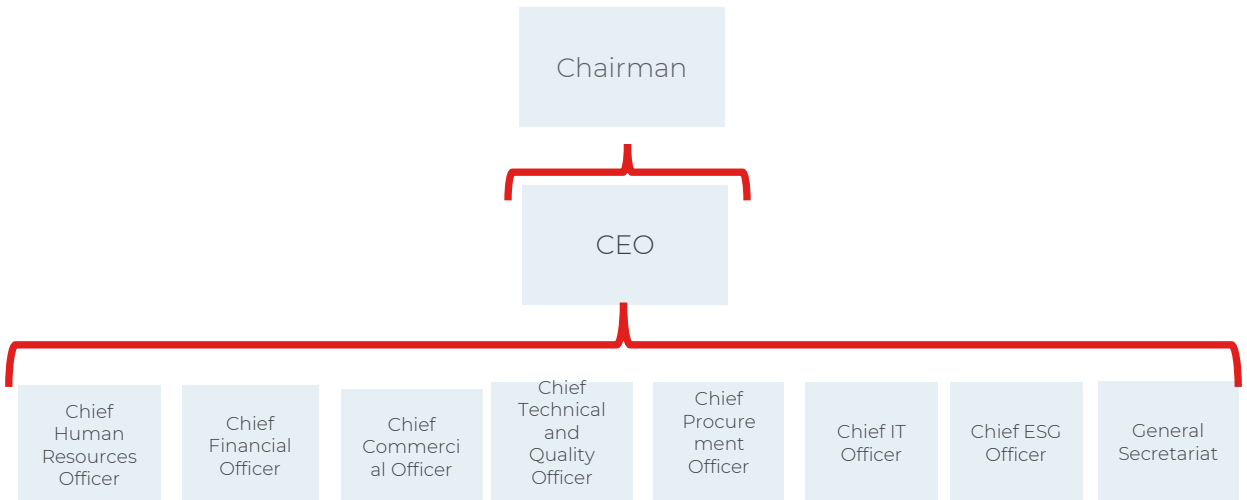 Chairman
CEO
Chief
Human
Resources
Officer
Chief
Financial
Officer
Chief
Commerci
al Officer
Chief
Technical
and
Quality
Officer
Chief
Procure
ment
Officer
Chief IT
Officer
Chief ESG
Officer
General
Secretariat